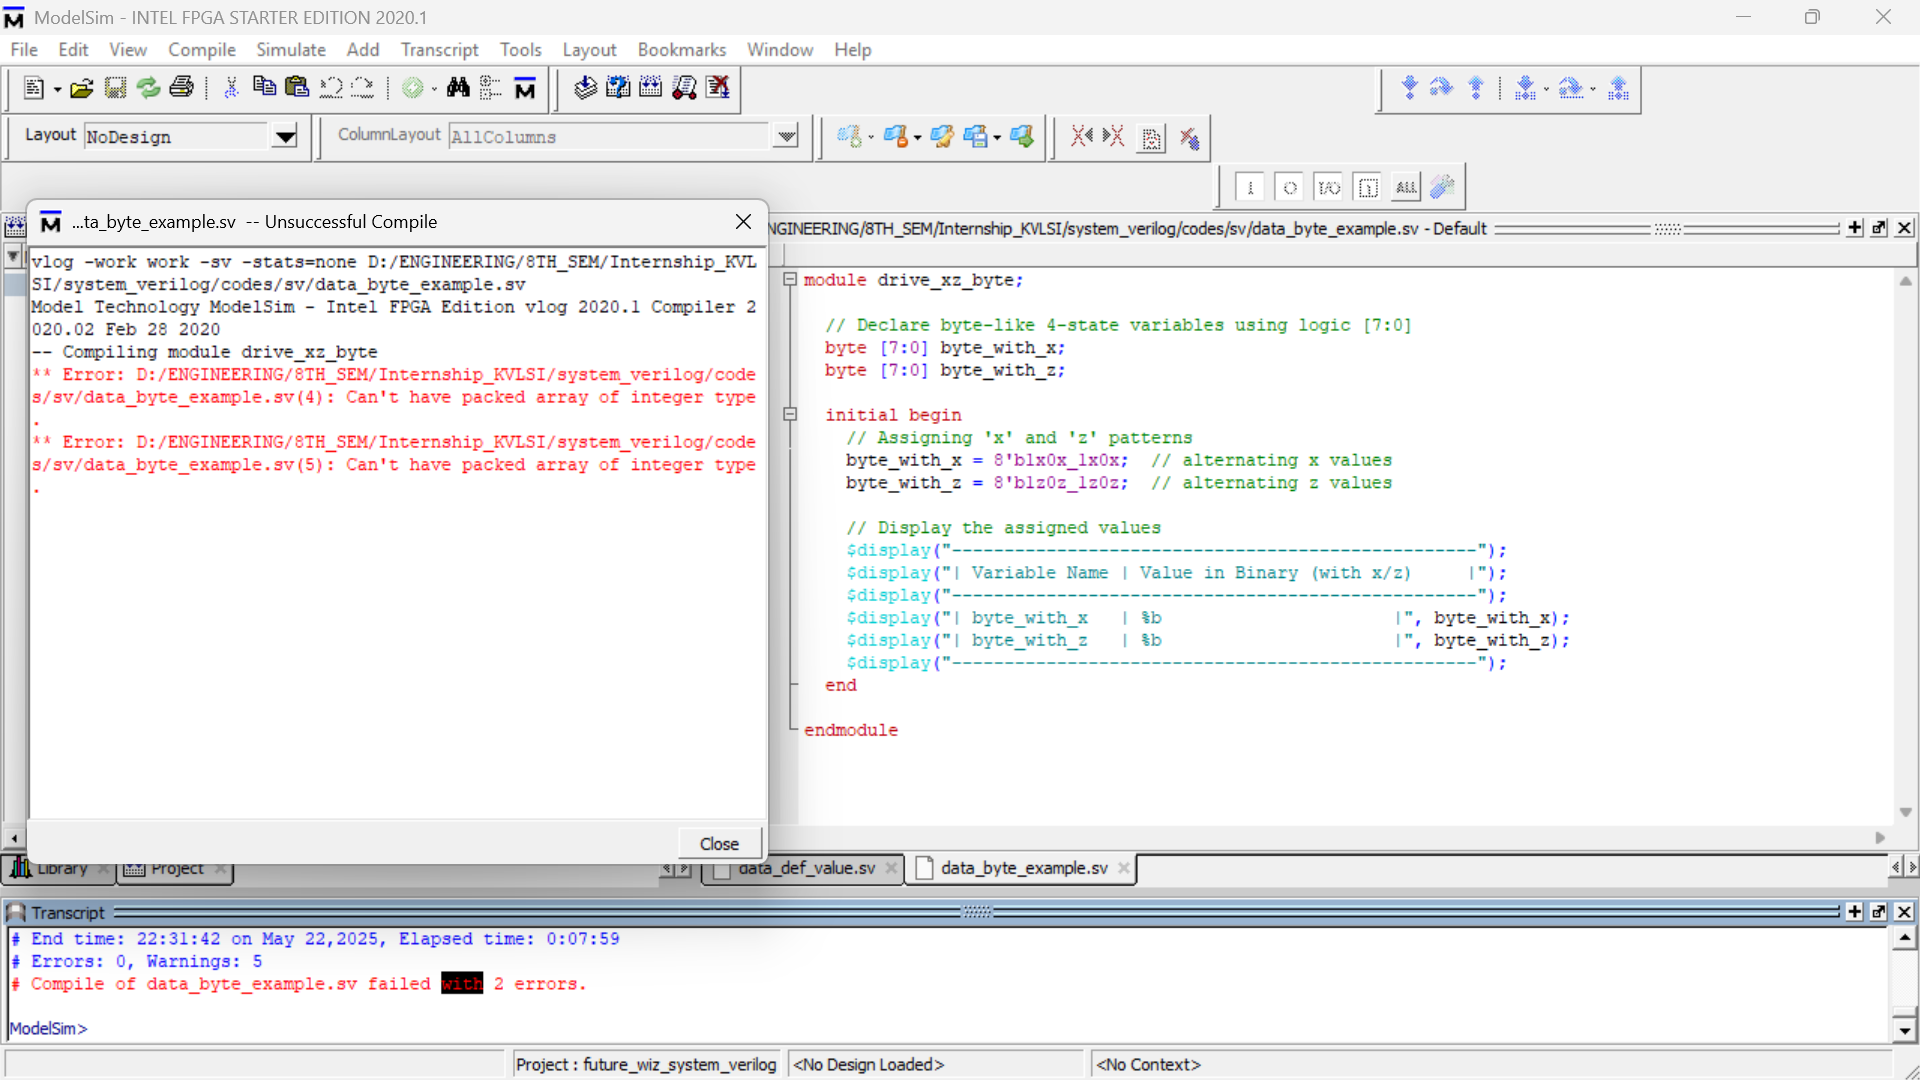 ModelSim - INTEL FPGA STARTER EDITION 2020.1
File Edit View Compile Simulate Add Transcript Tools Layout Bookmarks Window Help
Layout NoDesign ColumnLayout AllColumns
ALL
...ta_byte_example.sv -- Unsuccessful Compile
NGINEERING/8TH_SEM/Internship_KVLSI/system_verilog/codes/sv/data_byte_example.sv - Default
vlog -work work -sv -stats=none D:/ENGINEERING/8TH_SEM/Internship_KVL
SI/system_verilog/codes/sv/data_byte_example.sv
Model Technology ModelSim - Intel FPGA Edition vlog 2020.1 Compiler 2
020.02 Feb 28 2020
-- Compiling module drive_xz_byte
** Error: D:/ENGINEERING/8TH_SEM/Internship_KVLSI/system_verilog/code
s/sv/data_byte_example.sv(4): Can't have packed array of integer type
.
** Error: D:/ENGINEERING/8TH_SEM/Internship_KVLSI/system_verilog/code
s/sv/data_byte_example.sv(5): Can't have packed array of integer type
.
Close
module drive_xz_byte;
// Declare byte-like 4-state variables using logic [7:0]
byte [7:0] byte_with_x;
byte [7:0] byte_with_z;
initial begin
// Assigning 'x' and 'z' patterns
byte_with_x = 8'b1x0x_1x0x; // alternating x values
byte_with_z = 8'b1z0z_1z0z; // alternating z values
// Display the assigned values
$display("--------------------------------------------------");
$display("| Variable Name | Value in Binary (with x/z)     |");
$display("--------------------------------------------------");
$display("| byte_with_x   | %b                      |", byte_with_x);
$display("| byte_with_z   | %b                      |", byte_with_z);
$display("--------------------------------------------------");
end
endmodule
Library Project data_def_value.sv data_byte_example.sv
Transcript
# End time: 22:31:42 on May 22,2025, Elapsed time: 0:07:59
# Errors: 0, Warnings: 5
# Compile of data_byte_example.sv failed with 2 errors.
ModelSim>
Project : future_wiz_system_verilog <No Design Loaded> <No Context>